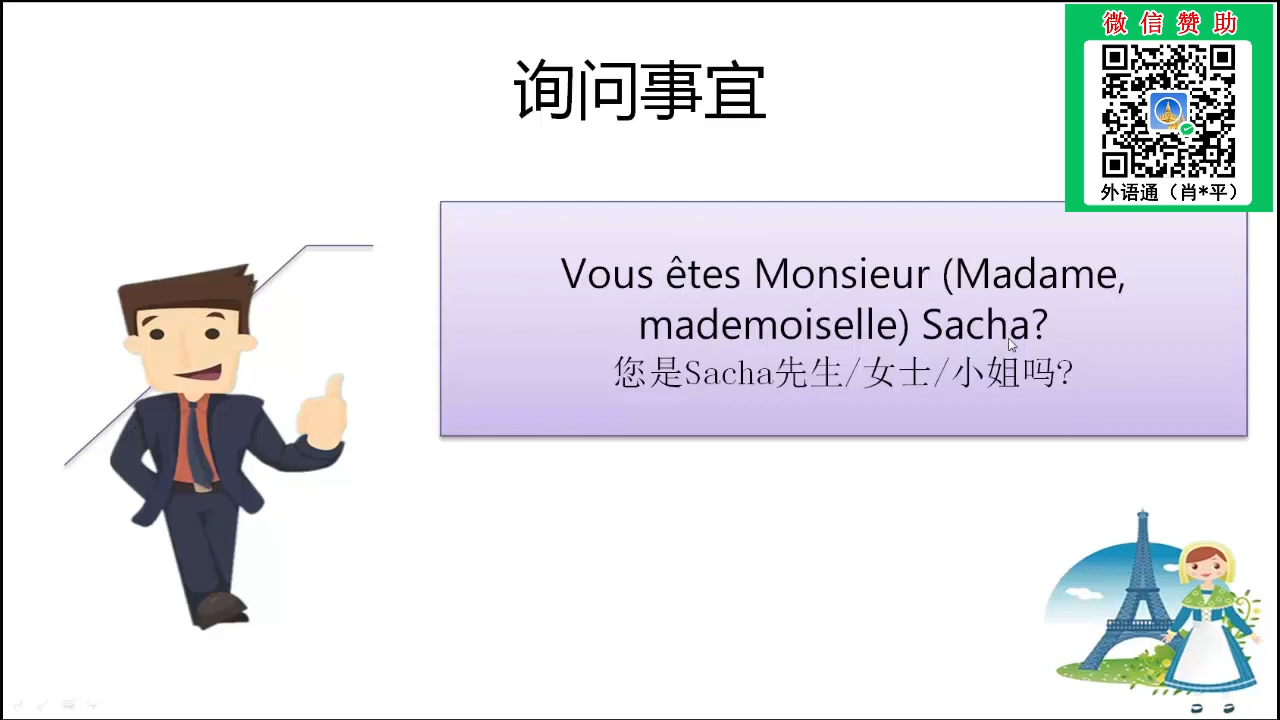 微信赞助
询问事宜
外语通（肖*平）
Vous êtes Monsieur (Madame,
mademoiselle) Sacha?
您是Sacha先生/女士/小姐吗?